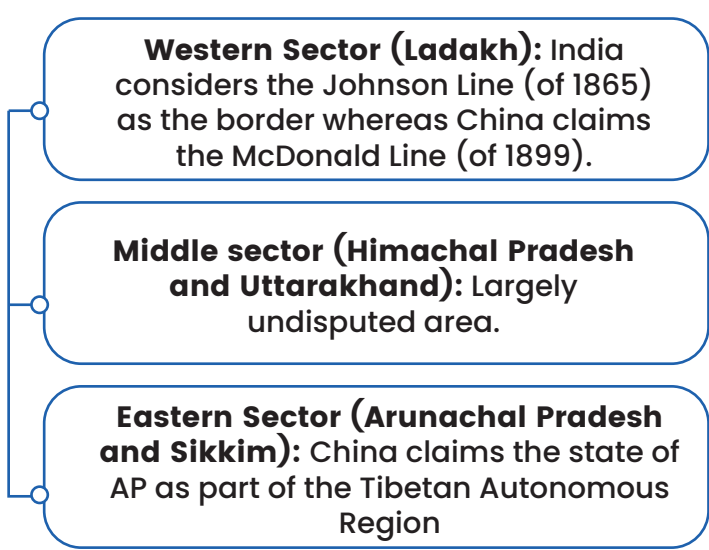 Western Sector (Ladakh): India
considers the Johnson Line (of 1865)
as the border whereas China claims
the McDonald Line (of 1899).
Middle sector (Himachal Pradesh
and Uttarakhand): Largely
undisputed area.
Eastern Sector (Arunachal Pradesh
and Sikkim): China claims the state of
AP as part of the Tibetan Autonomous
Region